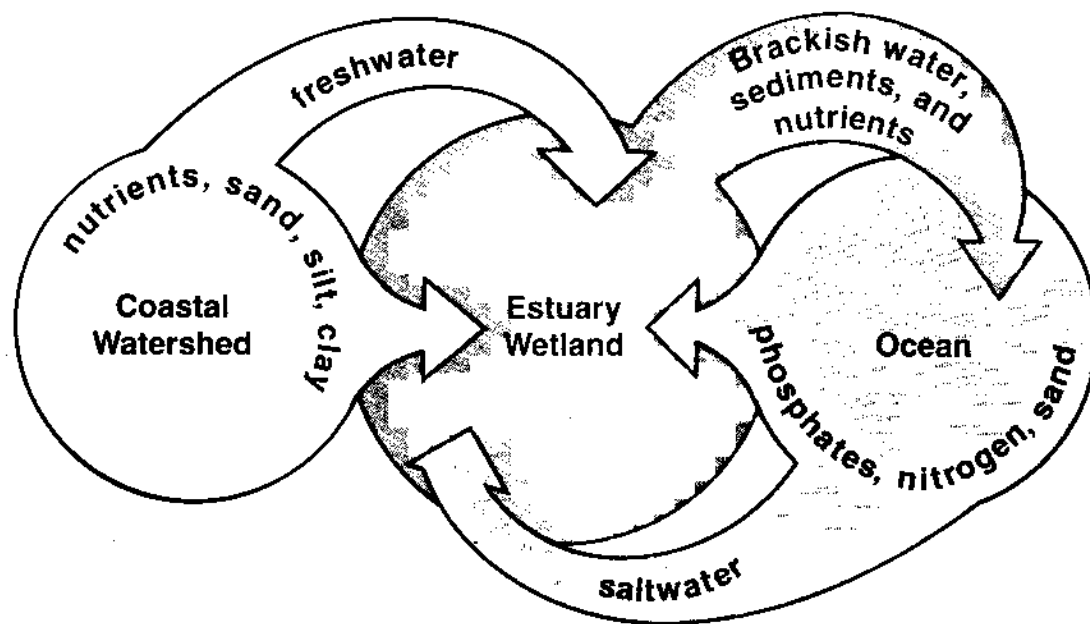 freshwater
Brackish water,
sediments, and
nutrients
nutrients, sand, silt, clay
Coastal
Watershed
Estuary
Wetland
Ocean
phosphates, nitrogen, sand
saltwater